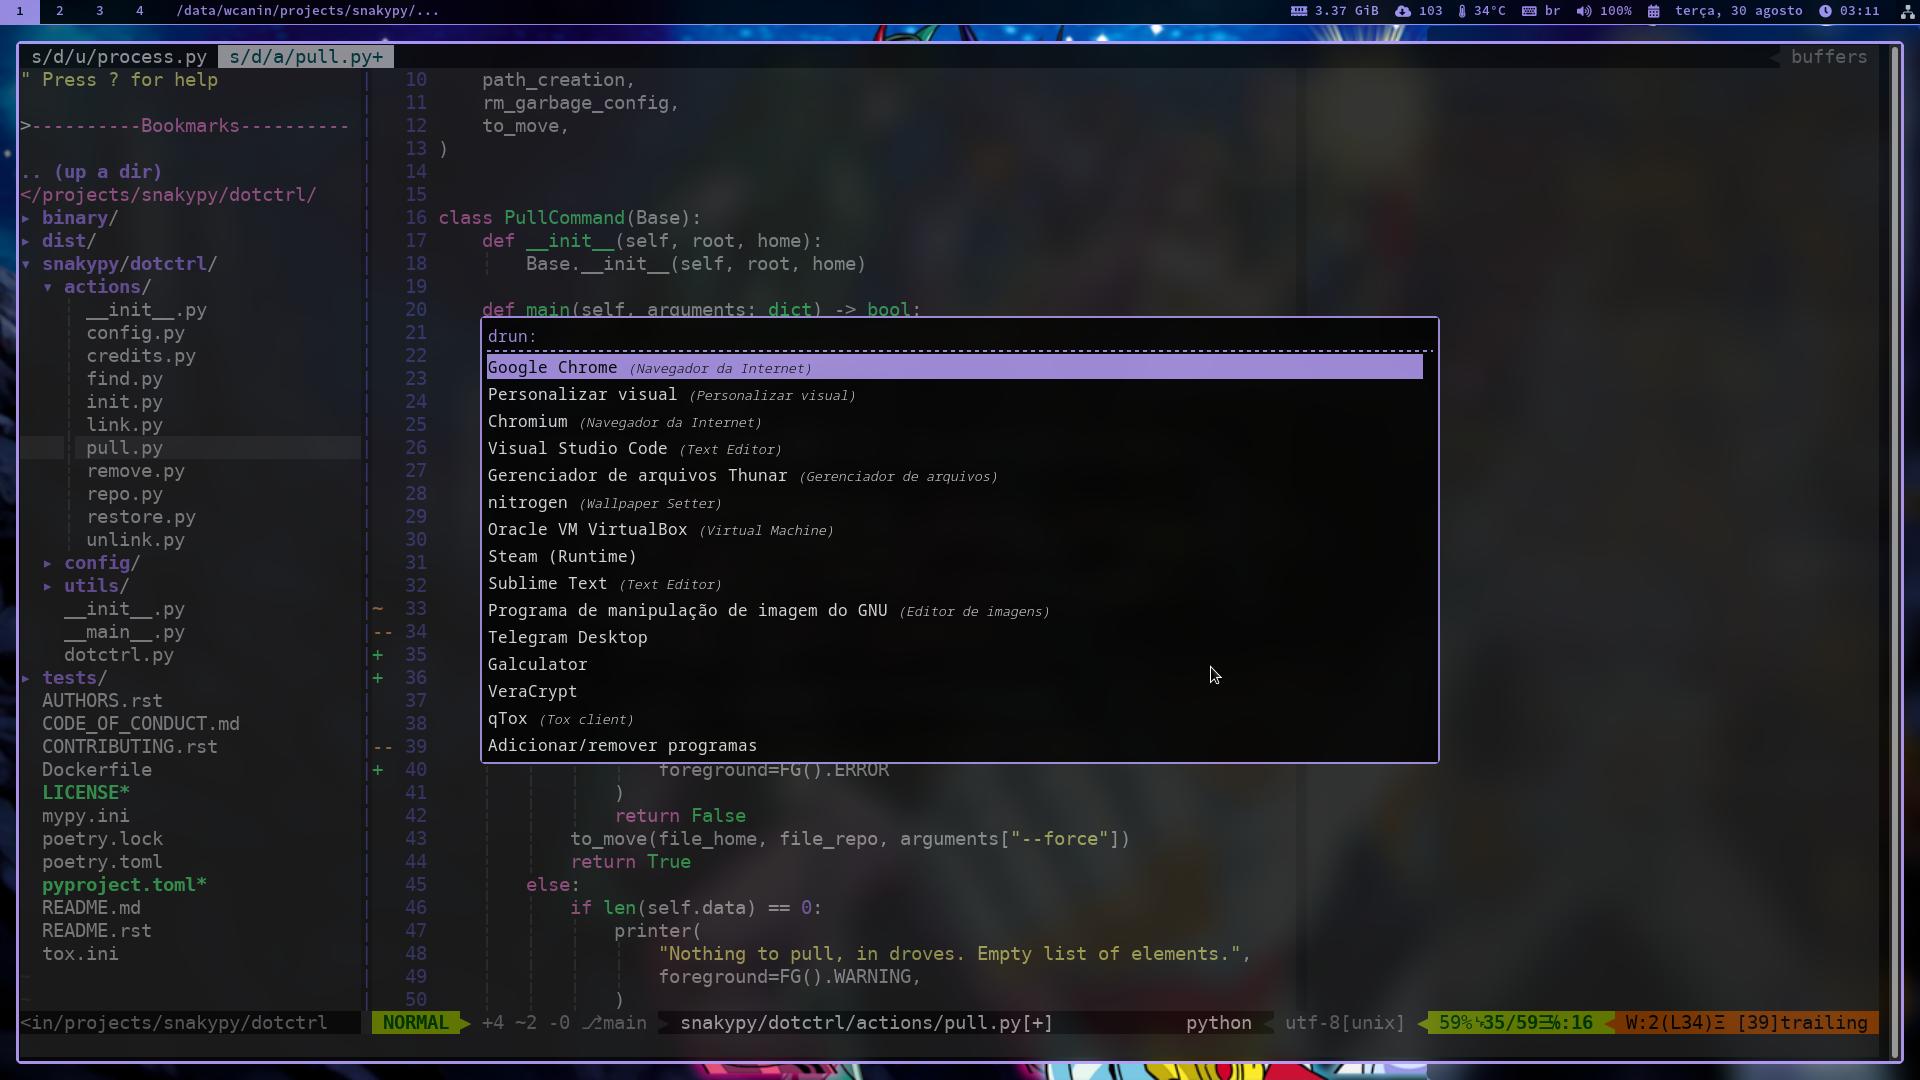 1 2 3 4 /data/wcanin/projects/snakypy/... 3.37 GiB 103 34°C br 100% terça, 30 agosto 03:11
s/d/u/process.py s/d/a/pull.py+ buffers
" Press ? for help
>----------Bookmarks----------
.. (up a dir)
</projects/snakypy/dotctrl/
▸ binary/
▸ dist/
▾ snakypy/dotctrl/
▾ actions/
__init__.py
config.py
credits.py
find.py
init.py
link.py
pull.py
remove.py
repo.py
restore.py
unlink.py
▸ config/
▸ utils/
__init__.py
__main__.py
dotctrl.py
▸ tests/
AUTHORS.rst
CODE_OF_CONDUCT.md
CONTRIBUTING.rst
Dockerfile
LICENSE*
mypy.ini
poetry.lock
poetry.toml
pyproject.toml*
README.md
README.rst
tox.ini
10 path_creation,
11 rm_garbage_config,
12 to_move,
13 )
14
15
16 class PullCommand(Base):
17 def __init__(self, root, home):
18 Base.__init__(self, root, home)
19
20 def main(self, arguments: dict) -> bool:
21
22
23
24
25
26
27
28
29
30
31
32
~ 33
-- 34
+ 35
+ 36
37
38
-- 39
+ 40 foreground=FG().ERROR
41 )
42 return False
43 to_move(file_home, file_repo, arguments["--force"])
44 return True
45 else:
46 if len(self.data) == 0:
47 printer(
48 "Nothing to pull, in droves. Empty list of elements.",
49 foreground=FG().WARNING,
50 )
drun:
Google Chrome (Navegador da Internet)
Personalizar visual (Personalizar visual)
Chromium (Navegador da Internet)
Visual Studio Code (Text Editor)
Gerenciador de arquivos Thunar (Gerenciador de arquivos)
nitrogen (Wallpaper Setter)
Oracle VM VirtualBox (Virtual Machine)
Steam (Runtime)
Sublime Text (Text Editor)
Programa de manipulação de imagem do GNU (Editor de imagens)
Telegram Desktop
Galculator
VeraCrypt
qTox (Tox client)
Adicionar/remover programas
<in/projects/snakypy/dotctrl NORMAL +4 ~2 -0 ⎇main snakypy/dotctrl/actions/pull.py[+] python utf-8[unix] 59% 35/59 :16 W:2(L34) [39]trailing